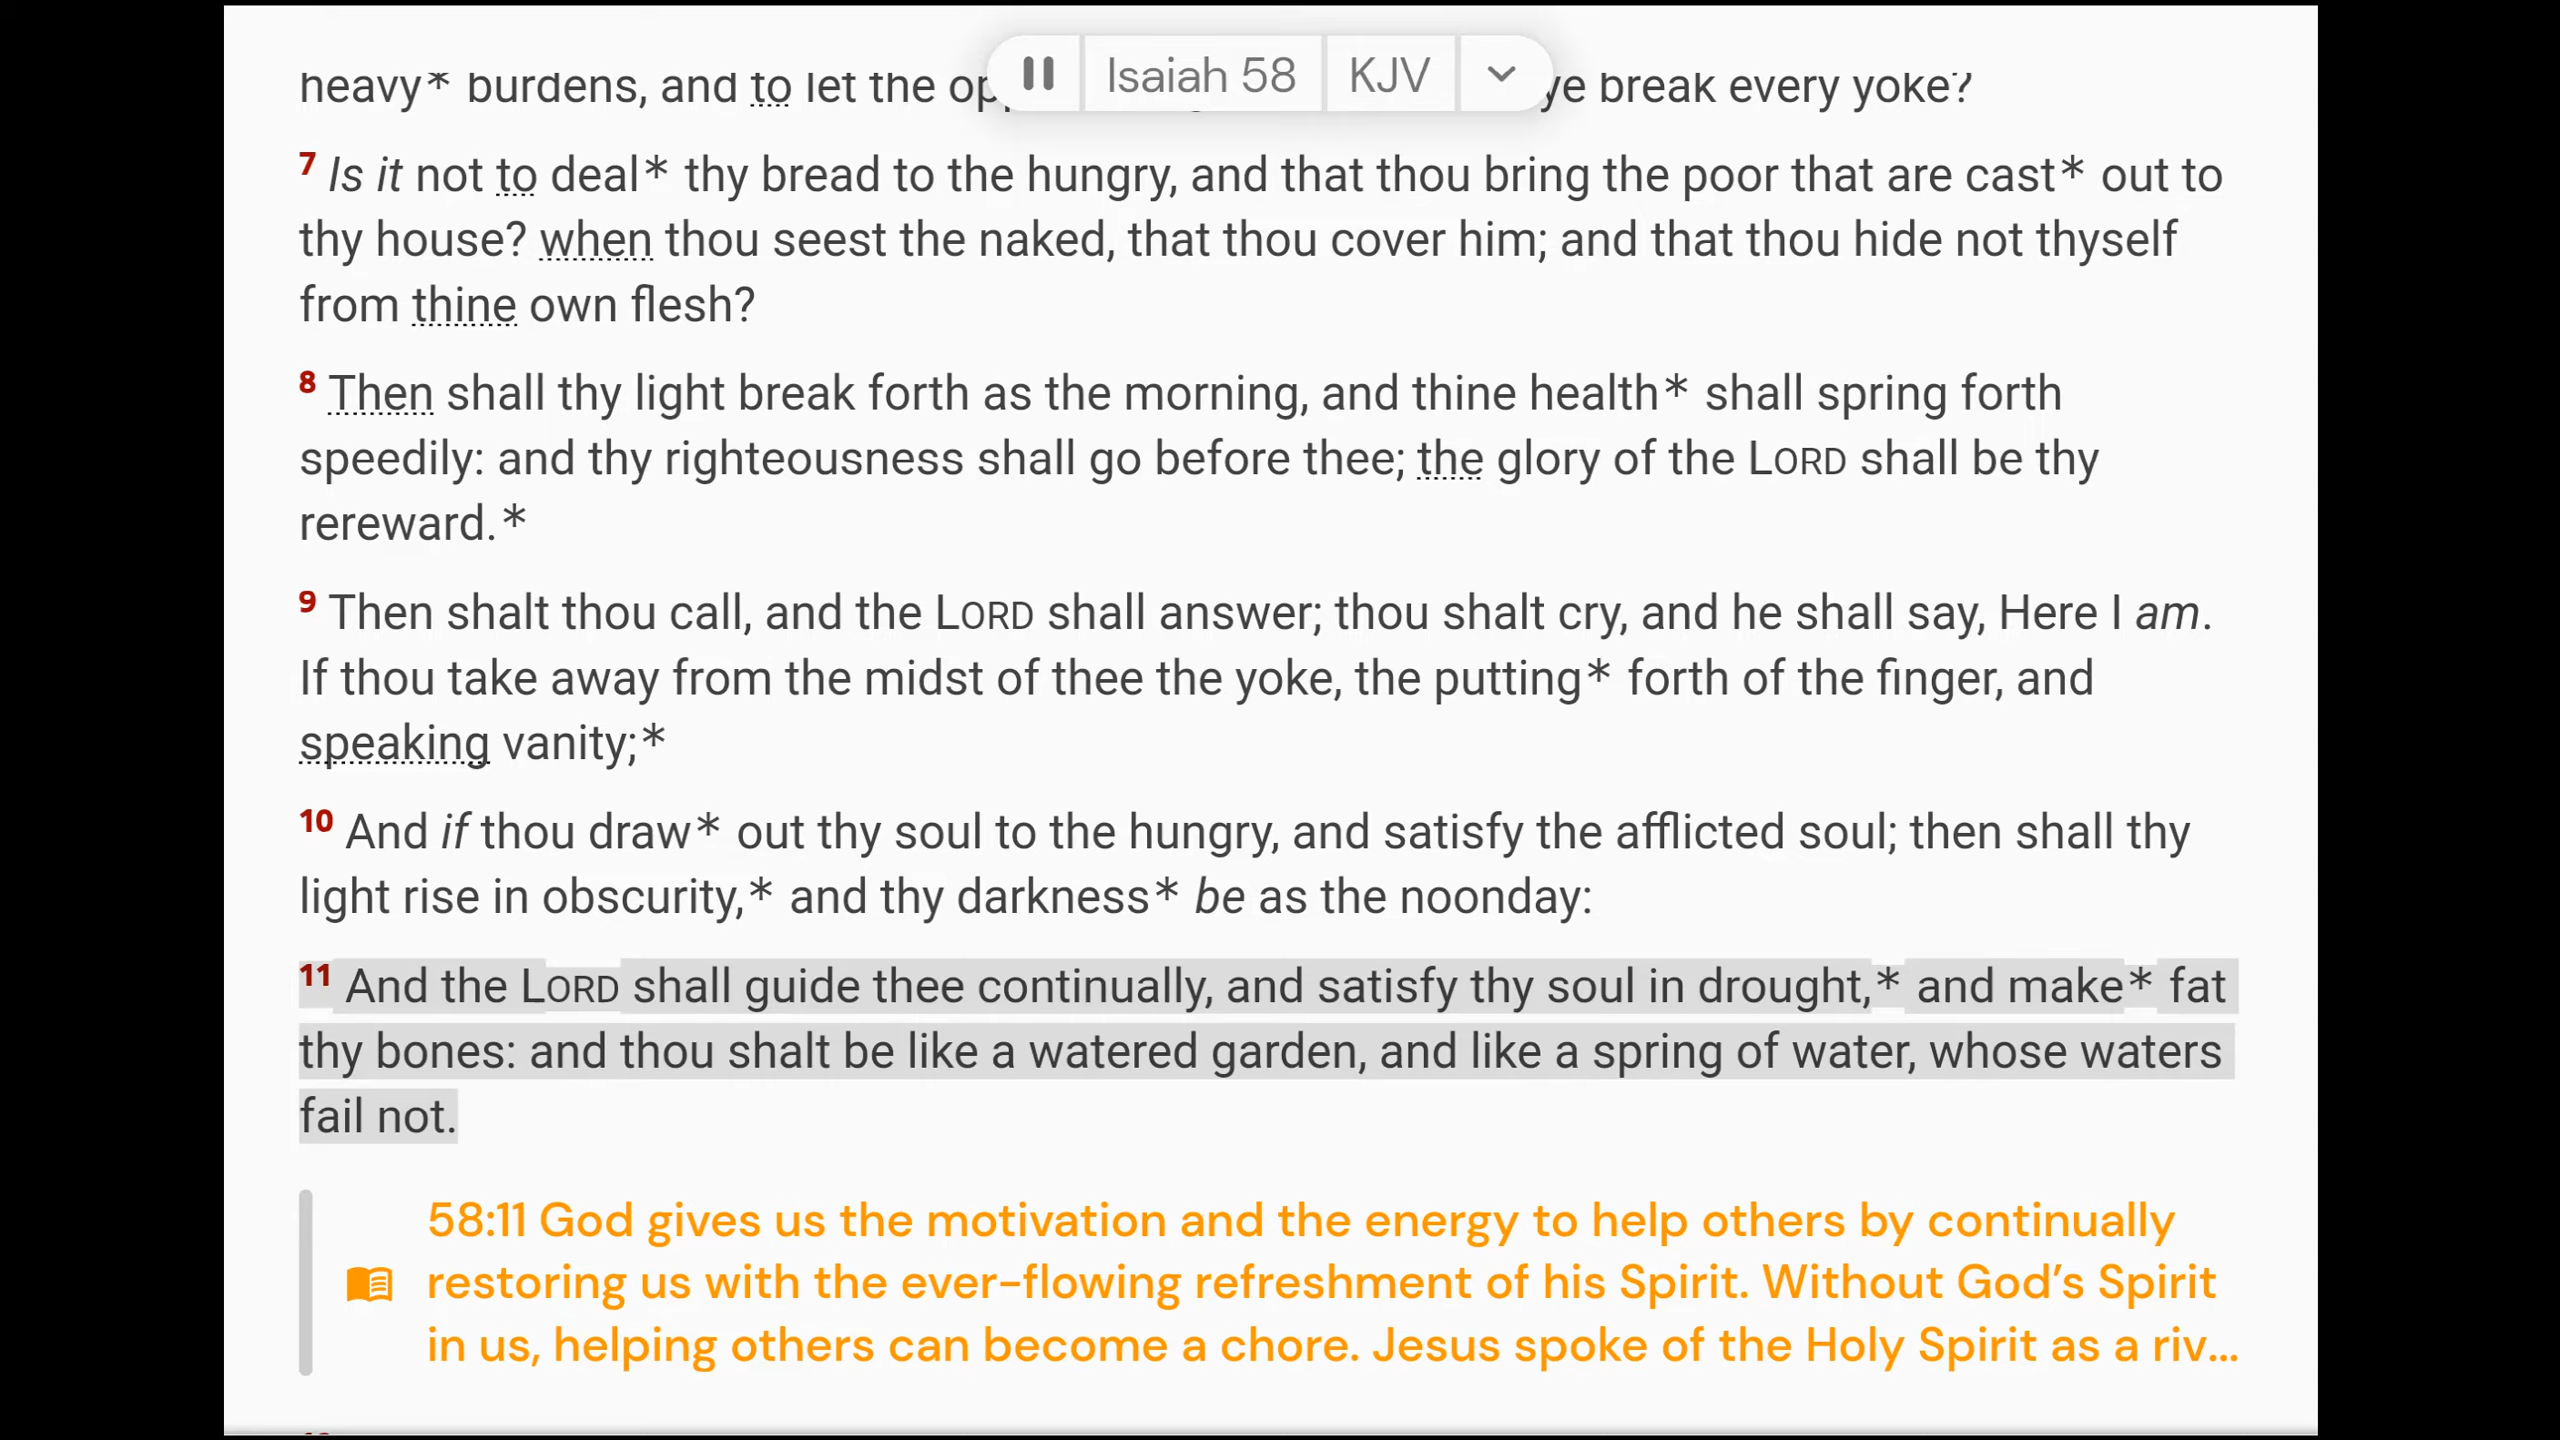 Isaiah 58 KJV
heavy* burdens, and to let the ye break every yoke?
7 Is it not to deal* thy bread to the hungry, and that thou bring the poor that are cast* out to
thy house? when thou seest the naked, that thou cover him; and that thou hide not thyself
from thine own flesh?
8 Then shall thy light break forth as the morning, and thine health* shall spring forth
speedily: and thy righteousness shall go before thee; the glory of the LORD shall be thy
rereward.*
9 Then shalt thou call, and the LORD shall answer; thou shalt cry, and he shall say, Here I am.
If thou take away from the midst of thee the yoke, the putting* forth of the finger, and
speaking vanity;*
10 And if thou draw* out thy soul to the hungry, and satisfy the afflicted soul; then shall thy
light rise in obscurity,* and thy darkness* be as the noonday:
11 And the LORD shall guide thee continually, and satisfy thy soul in drought,* and make* fat
thy bones: and thou shalt be like a watered garden, and like a spring of water, whose waters
fail not.
58:11 God gives us the motivation and the energy to help others by continually
restoring us with the ever-flowing refreshment of his Spirit. Without God's Spirit
in us, helping others can become a chore. Jesus spoke of the Holy Spirit as a riv...